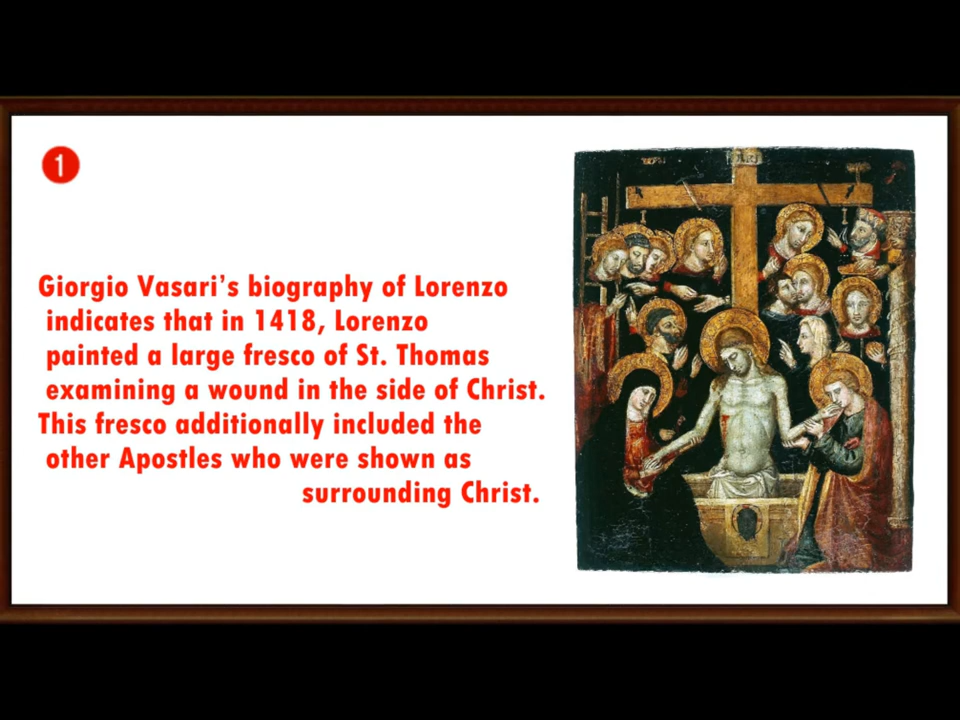 1
Giorgio Vasari's biography of Lorenzo
indicates that in 1418, Lorenzo
painted a large fresco of St. Thomas
examining a wound in the side of Christ.
This fresco additionally included the
other Apostles who were shown as
surrounding Christ.